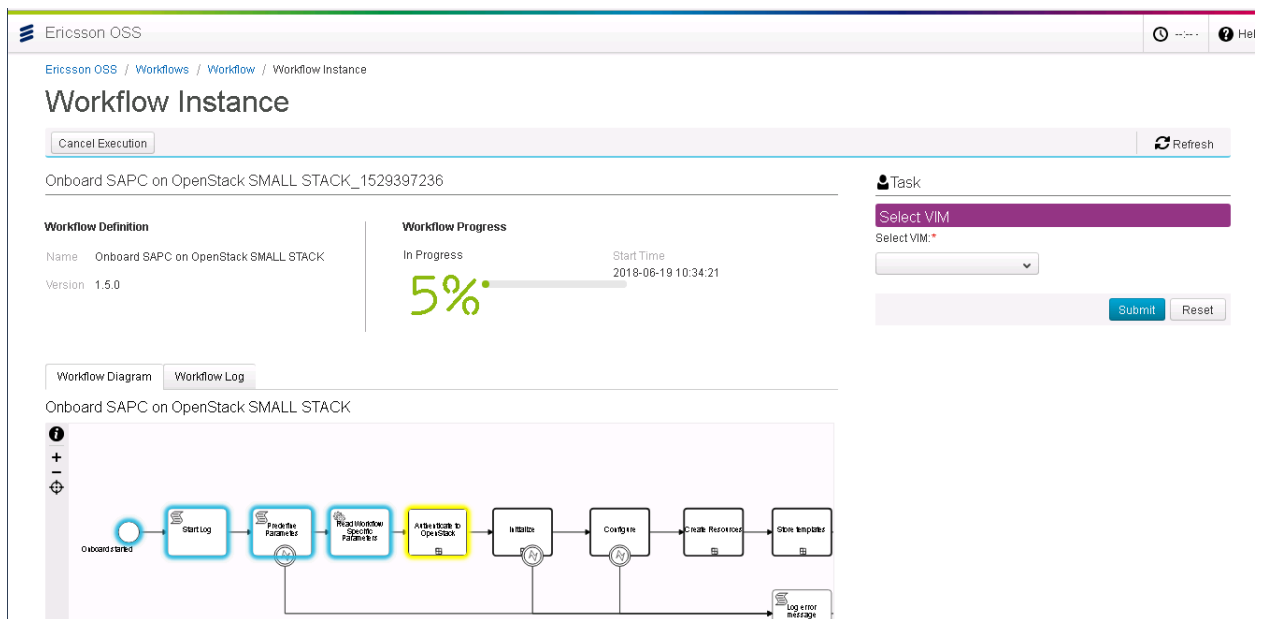 Ericsson OSS
--:--
Hel
Ericsson OSS / Workflows / Workflow / Workflow Instance
Workflow Instance
Cancel Execution
Refresh
Onboard SAPC on OpenStack SMALL STACK_1529397236
Task
Select VIM
Select VIM:*
Submit Reset
Workflow Definition
Name Onboard SAPC on OpenStack SMALL STACK
Version 1.5.0
Workflow Progress
In Progress
5%
Start Time
2018-06-19 10:34:21
Workflow Diagram Workflow Log
Onboard SAPC on OpenStack SMALL STACK
Onboard started
Start Log
Predefine
Parameters
Read Workflow
Specific
Parameters
Authenticate to
OpenStack
Initialize
Configure
Create Resources
Store templates
Log error
message